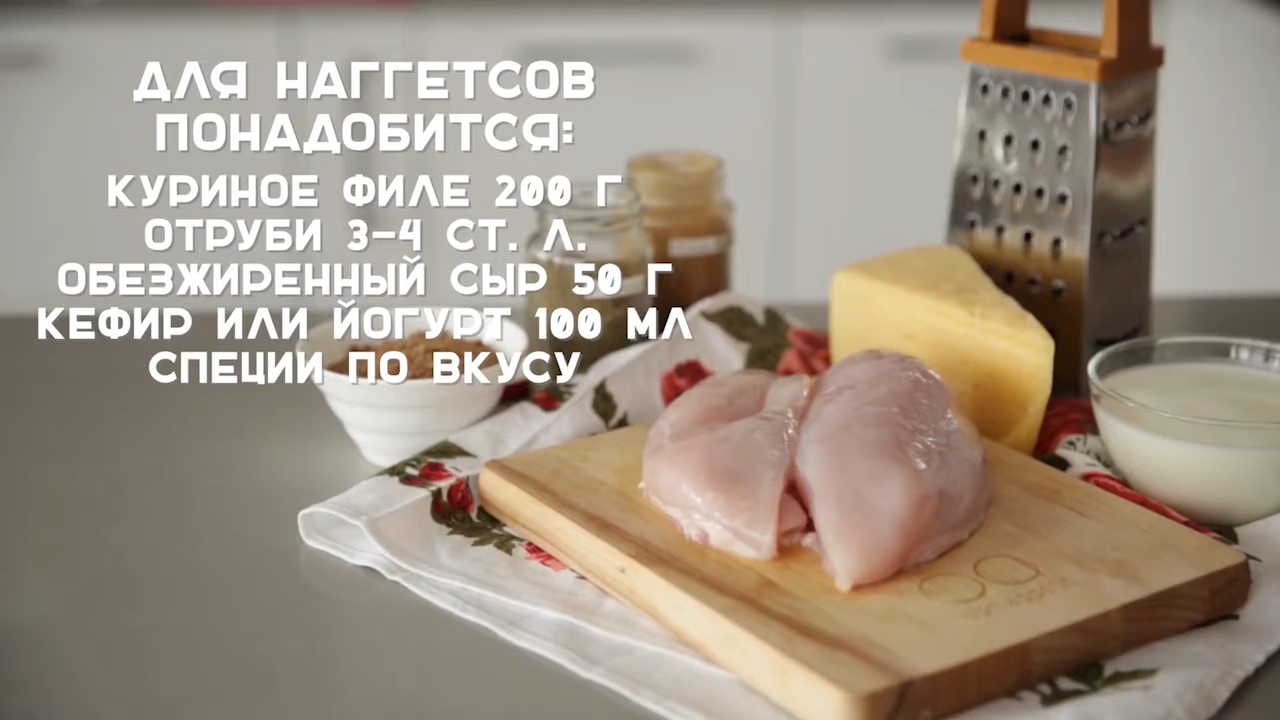 ДЛЯ НАГГЕТСОВ
ПОНАДОБИТСЯ:
КУРИНОЕ ФИЛЕ 200 Г
ОТРУБИ 3-4 СТ. Л.
ОБЕЗЖИРЕННЫЙ СЫР 50 Г
КЕФИР ИЛИ ЙОГУРТ 100 МЛ
СПЕЦИИ ПО ВКУСУ